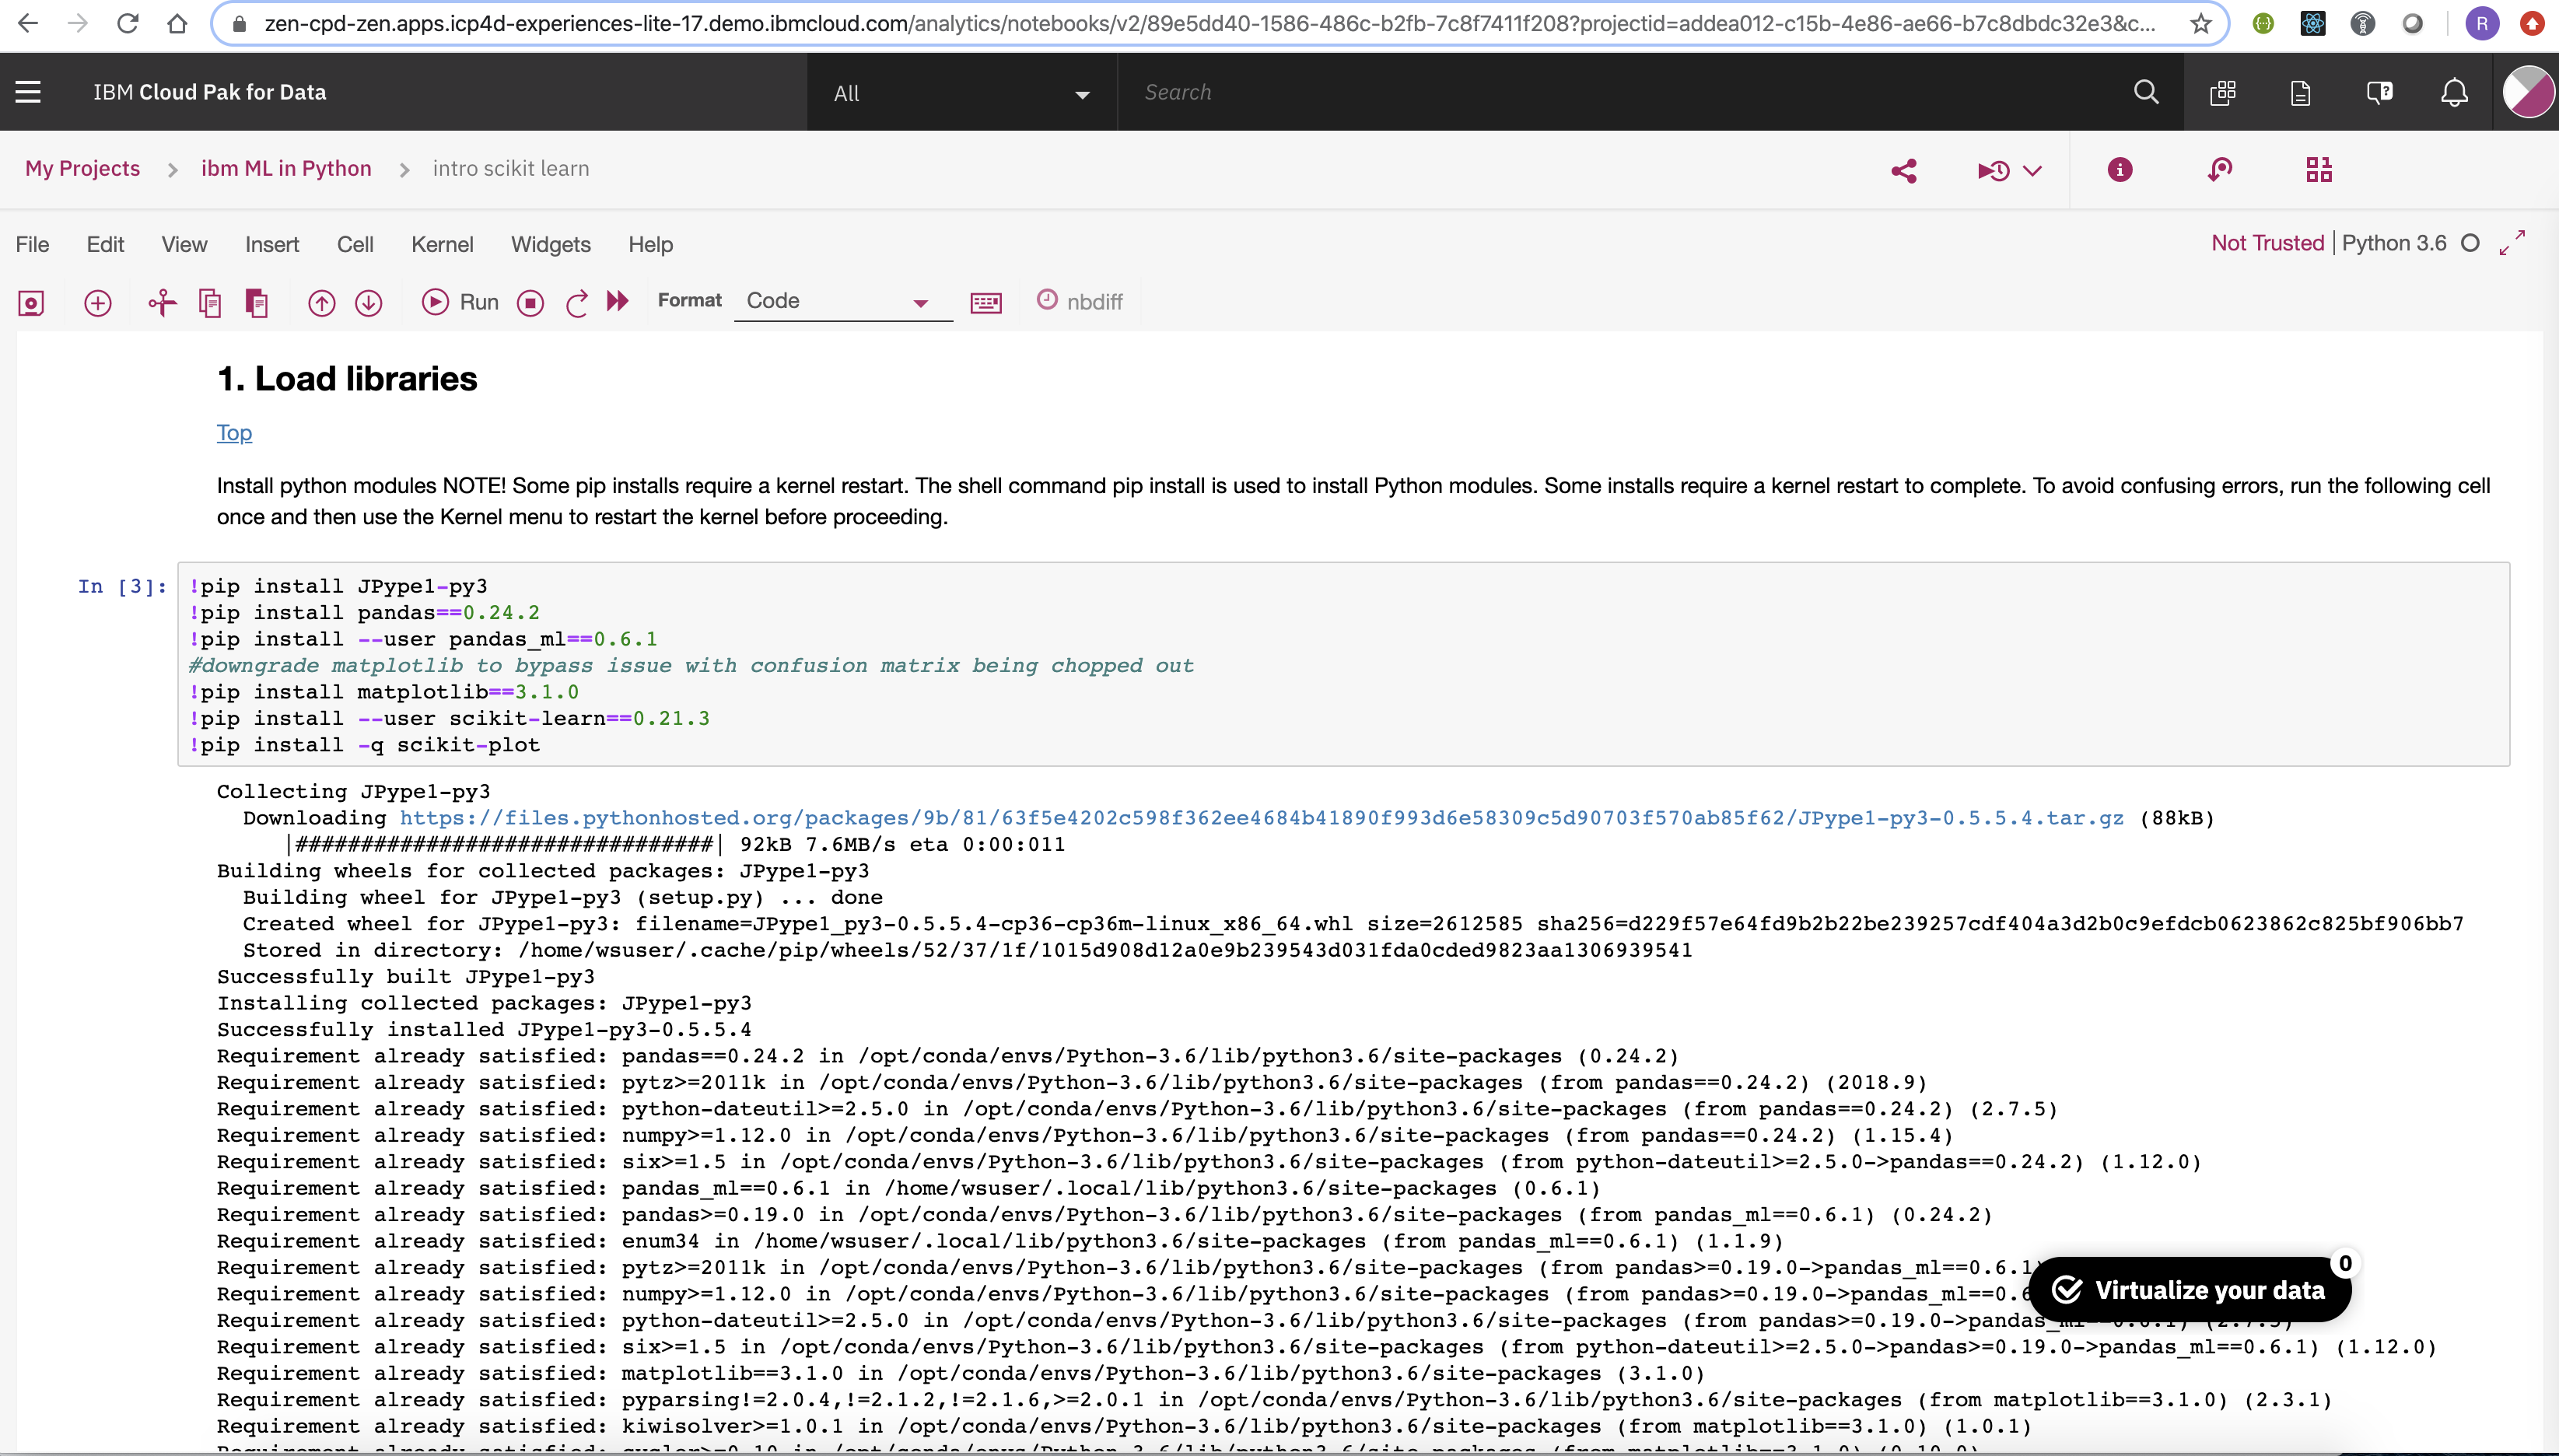 zen-cpd-zen.apps.icp4d-experiences-lite-17.demo.ibmcloud.com/analytics/notebooks/v2/89e5dd40-1586-486c-b2fb-7c8f7411f208?projectid=addea012-c15b-4e86-ae66-b7c8dbdc32e3&c...
R
IBM Cloud Pak for Data
All
Search
My Projects > ibm ML in Python > intro scikit learn
File Edit View Insert Cell Kernel Widgets Help
Not Trusted | Python 3.6
Run
Format
Code
nbdiff
1. Load libraries
Top
Install python modules NOTE! Some pip installs require a kernel restart. The shell command pip install is used to install Python modules. Some installs require a kernel restart to complete. To avoid confusing errors, run the following cell
once and then use the Kernel menu to restart the kernel before proceeding.
In [3]:
!pip install JPype1-py3
!pip install pandas==0.24.2
!pip install --user pandas_ml==0.6.1
#downgrade matplotlib to bypass issue with confusion matrix being chopped out
!pip install matplotlib==3.1.0
!pip install --user scikit-learn==0.21.3
!pip install -q scikit-plot
Collecting JPype1-py3
Downloading https://files.pythonhosted.org/packages/9b/81/63f5e4202c598f362ee4684b41890f993d6e58309c5d90703f570ab85f62/JPype1-py3-0.5.5.4.tar.gz (88kB)
|################################| 92kB 7.6MB/s eta 0:00:011
Building wheels for collected packages: JPype1-py3
Building wheel for JPype1-py3 (setup.py) ... done
Created wheel for JPype1-py3: filename=JPype1_py3-0.5.5.4-cp36-cp36m-linux_x86_64.whl size=2612585 sha256=d229f57e64fd9b2b22be239257cdf404a3d2b0c9efdcb0623862c825bf906bb7
Stored in directory: /home/wsuser/.cache/pip/wheels/52/37/1f/1015d908d12a0e9b239543d031fda0cded9823aa1306939541
Successfully built JPype1-py3
Installing collected packages: JPype1-py3
Successfully installed JPype1-py3-0.5.5.4
Requirement already satisfied: pandas==0.24.2 in /opt/conda/envs/Python-3.6/lib/python3.6/site-packages (0.24.2)
Requirement already satisfied: pytz>=2011k in /opt/conda/envs/Python-3.6/lib/python3.6/site-packages (from pandas==0.24.2) (2018.9)
Requirement already satisfied: python-dateutil>=2.5.0 in /opt/conda/envs/Python-3.6/lib/python3.6/site-packages (from pandas==0.24.2) (2.7.5)
Requirement already satisfied: numpy>=1.12.0 in /opt/conda/envs/Python-3.6/lib/python3.6/site-packages (from pandas==0.24.2) (1.15.4)
Requirement already satisfied: six>=1.5 in /opt/conda/envs/Python-3.6/lib/python3.6/site-packages (from python-dateutil>=2.5.0->pandas==0.24.2) (1.12.0)
Requirement already satisfied: pandas_ml==0.6.1 in /home/wsuser/.local/lib/python3.6/site-packages (0.6.1)
Requirement already satisfied: pandas>=0.19.0 in /opt/conda/envs/Python-3.6/lib/python3.6/site-packages (from pandas_ml==0.6.1) (0.24.2)
Requirement already satisfied: enum34 in /home/wsuser/.local/lib/python3.6/site-packages (from pandas_ml==0.6.1) (1.1.9)
Requirement already satisfied: pytz>=2011k in /opt/conda/envs/Python-3.6/lib/python3.6/site-packages (from pandas>=0.19.0->pandas_ml==0.6.1)
Requirement already satisfied: numpy>=1.12.0 in /opt/conda/envs/Python-3.6/lib/python3.6/site-packages (from pandas>=0.19.0->pandas_ml==0.6
Requirement already satisfied: python-dateutil>=2.5.0 in /opt/conda/envs/Python-3.6/lib/python3.6/site-packages (from pandas>=0.19.0->pandas_ml==0.6.1) (2.7.5)
0
Virtualize your data
Requirement already satisfied: six>=1.5 in /opt/conda/envs/Python-3.6/lib/python3.6/site-packages (from python-dateutil>=2.5.0->pandas>=0.19.0->pandas_ml==0.6.1) (1.12.0)
Requirement already satisfied: matplotlib==3.1.0 in /opt/conda/envs/Python-3.6/lib/python3.6/site-packages (3.1.0)
Requirement already satisfied: pyparsing!=2.0.4,!=2.1.2,!=2.1.6,>=2.0.1 in /opt/conda/envs/Python-3.6/lib/python3.6/site-packages (from matplotlib==3.1.0) (2.3.1)
Requirement already satisfied: kiwisolver>=1.0.1 in /opt/conda/envs/Python-3.6/lib/python3.6/site-packages (from matplotlib==3.1.0) (1.0.1)